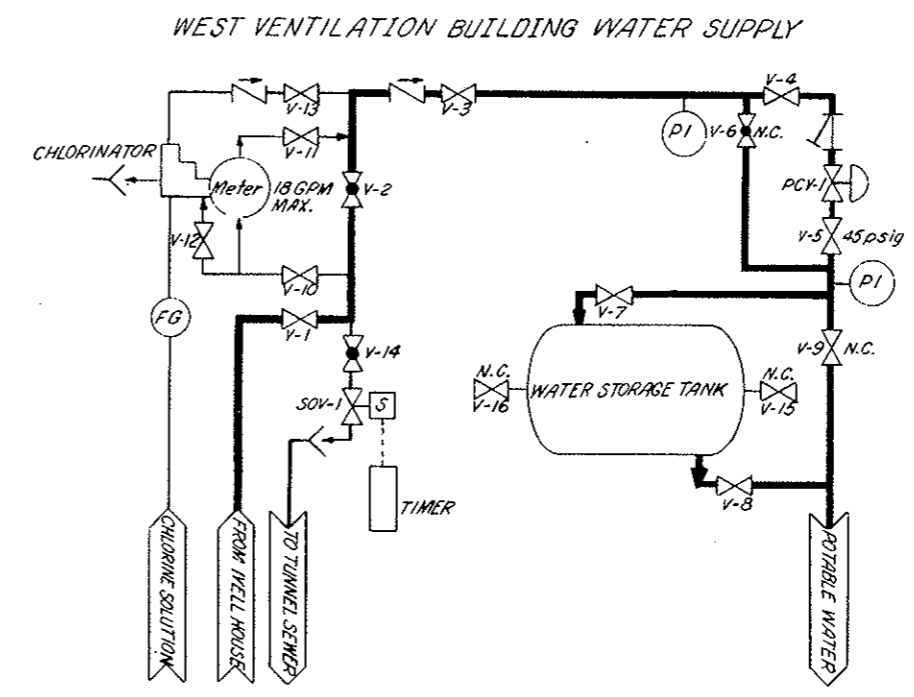 WEST VENTILATION BUILDING WATER SUPPLY
V-13
V-3
V-4
PI
V-6
N.C.
CHLORINATOR
V-11
Meter
18 GPM
MAX.
V-2
PCV-1
V-12
V-10
V-5
45 psig
PI
FG
V-1
V-7
V-14
V-9
N.C.
SOV-1
S
N.C.
V-16
WATER STORAGE TANK
N.C.
V-15
TIMER
V-8
CHLORINE SOLUTION
FROM WELL HOUSE
TO TUNNEL SEWER
POTABLE WATER